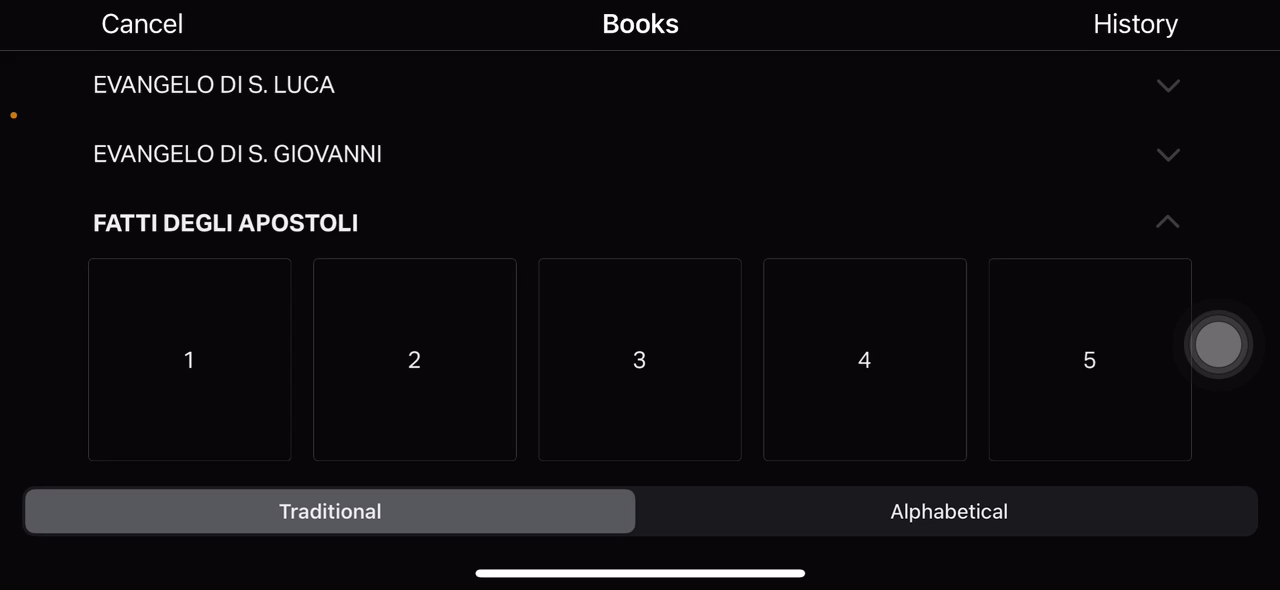 Cancel Books History
EVANGELO DI S. LUCA
EVANGELO DI S. GIOVANNI
FATTI DEGLI APOSTOLI
1 2 3 4 5
Traditional Alphabetical